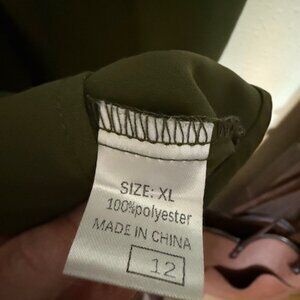 SIZE: XL
100%polyester
MADE IN CHINA
12